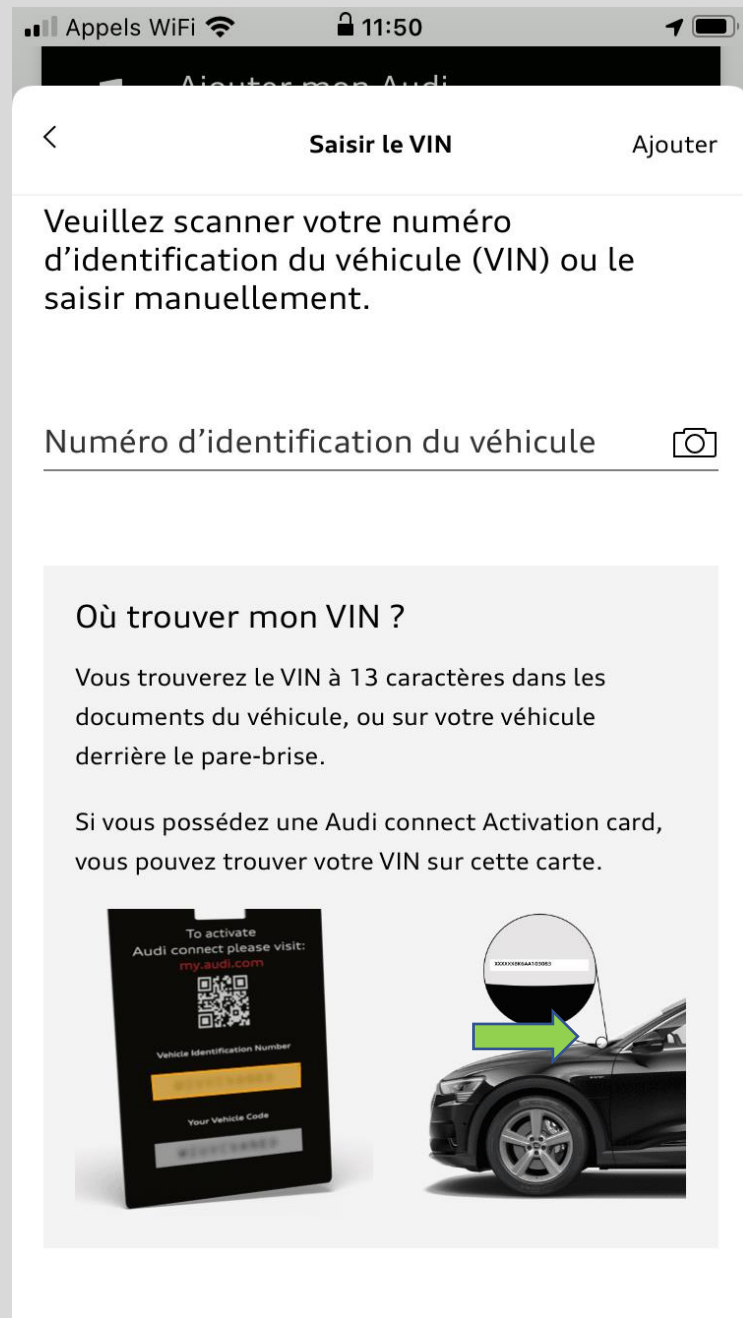 Appels WiFi 11:50
Ajouter mon Audi
Saisir le VIN Ajouter
Veuillez scanner votre numéro
d’identification du véhicule (VIN) ou le
saisir manuellement.
Numéro d’identification du véhicule
Où trouver mon VIN ?
Vous trouverez le VIN à 13 caractères dans les
documents du véhicule, ou sur votre véhicule
derrière le pare-brise.
Si vous possédez une Audi connect Activation card,
vous pouvez trouver votre VIN sur cette carte.
To activate
Audi connect please visit:
my.audi.com
Vehicle Identification Number
Your Vehicle Code